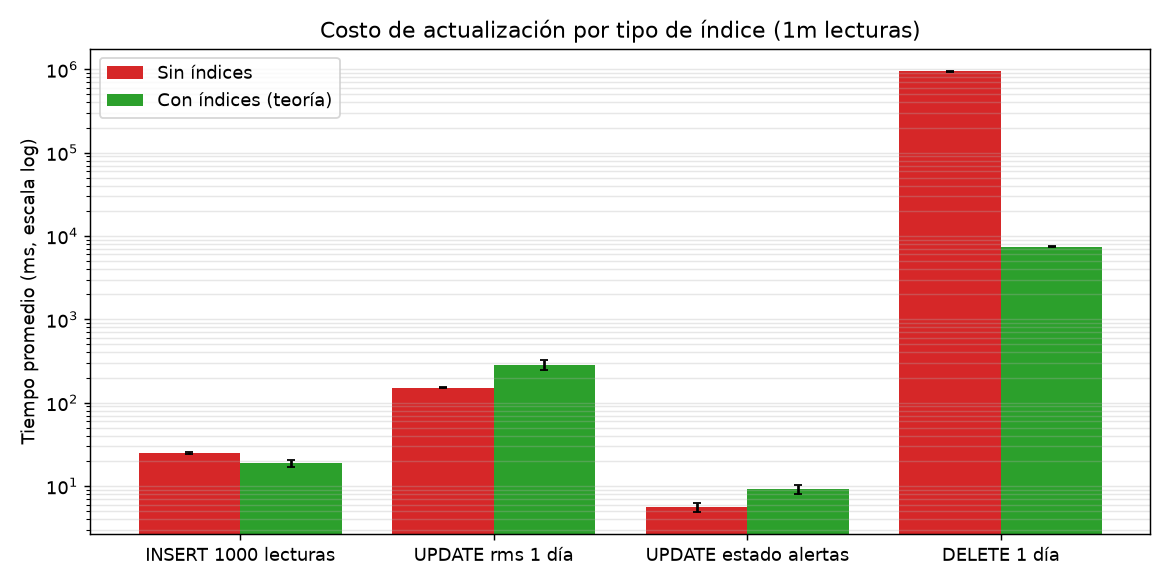 Costo de actualización por tipo de índice (1m lecturas)
Sin índices
Con índices (teoría)
Tiempo promedio (ms, escala log)
10⁶
10⁵
10⁴
10³
10²
10¹
INSERT 1000 lecturas
UPDATE rms 1 día
UPDATE estado alertas
DELETE 1 día